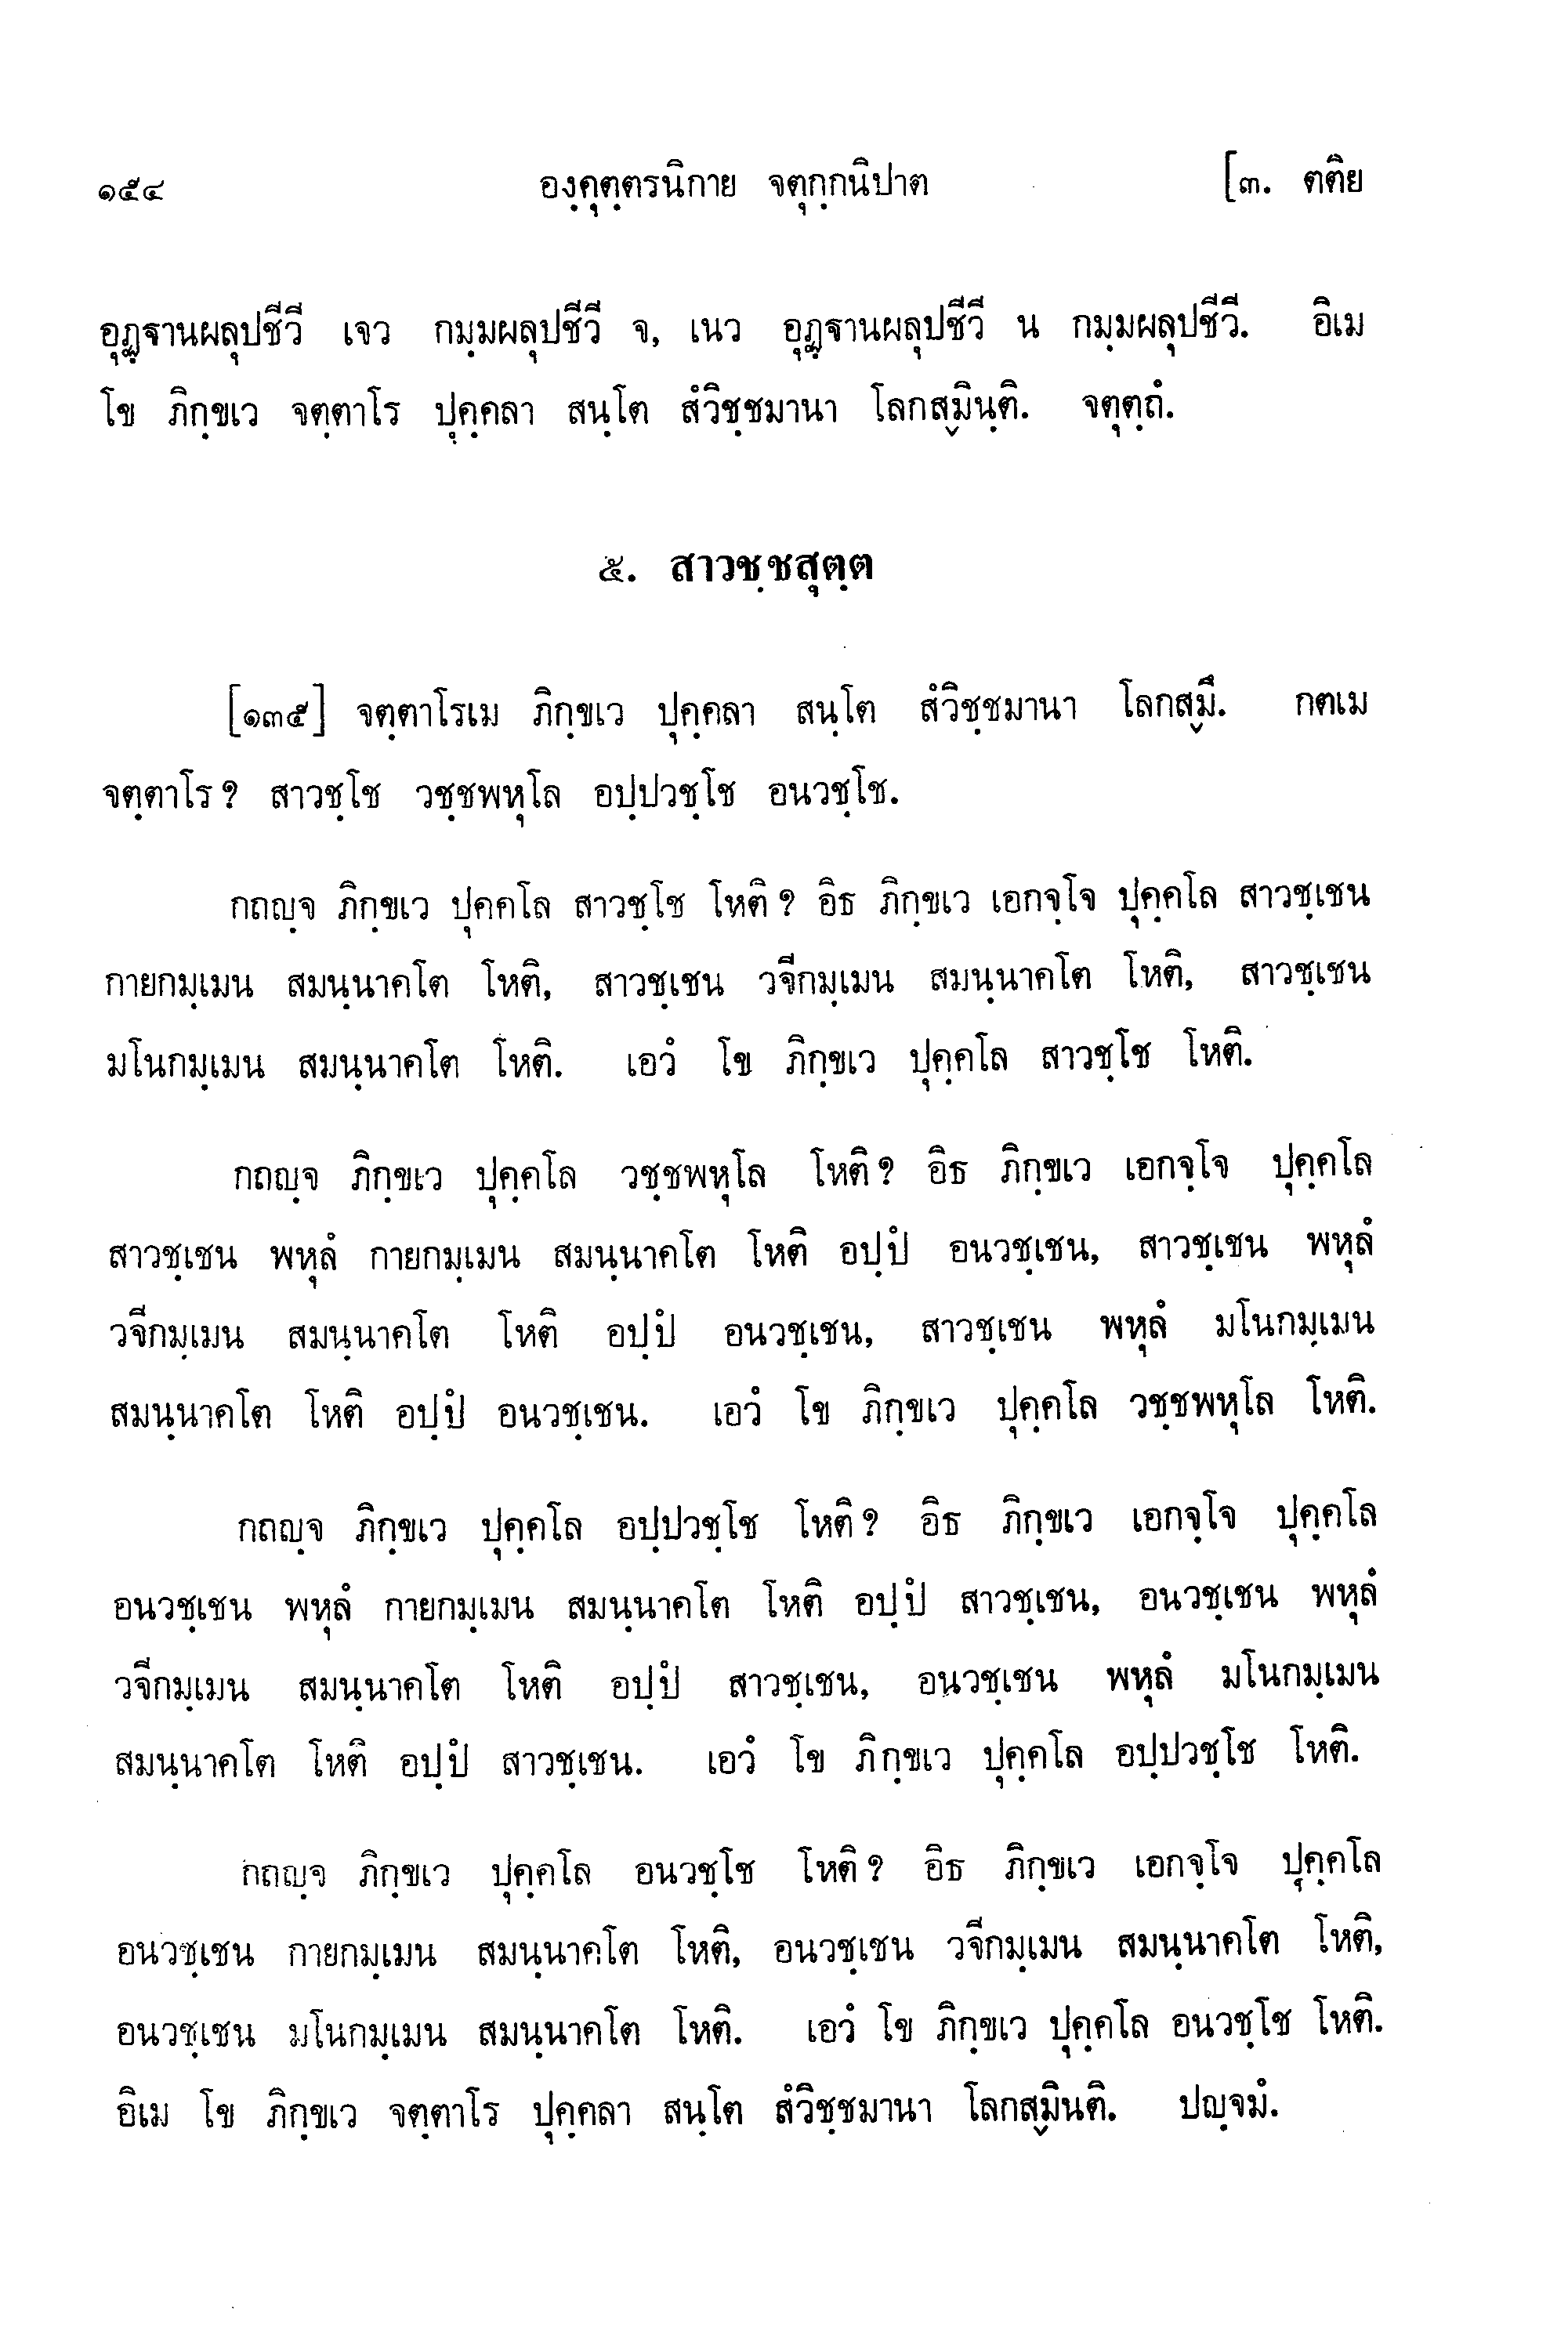 ๑๕๔ องฺคุตฺตรนิกาย จตุกฺกนิปาต [๓. ตติย
อุฏฺฐานผลุปชีวี เจว กมฺมผลุปชีวี จ, เนว อุฏฺฐานผลุปชีวี น กมฺมผลุปชีวี. อิเม
โข ภิกฺขเว จตฺตาโร ปุคฺคลา สนฺโต สํวิชฺชมานา โลกสฺมินฺติ. จตุตฺถํ.
๕. สาวชฺชสุตฺต
[๑๓๕] จตฺตาโรเม ภิกฺขเว ปุคฺคลา สนฺโต สํวิชฺชมานา โลกสฺมึ. กตเม
จตฺตาโร? สาวชฺโช วชฺชพหุโล อปฺปวชฺโช อนวชฺโช.
กถญฺจ ภิกฺขเว ปุคคโล สาวชฺโช โหติ? อิธ ภิกฺขเว เอกจฺโจ ปุคฺคโล สาวชฺเชน
กายกมฺเมน สมนฺนาคโต โหติ, สาวชฺเชน วจีกมฺเมน สมนฺนาคโต โหติ, สาวชฺเชน
มโนกมฺเมน สมนฺนาคโต โหติ. เอวํ โข ภิกฺขเว ปุคฺคโล สาวชฺโช โหติ.
กถญฺจ ภิกฺขเว ปุคฺคโล วชฺชพหุโล โหติ? อิธ ภิกฺขเว เอกจฺโจ ปุคฺคโล
สาวชฺเชน พหุลํ กายกมฺเมน สมนฺนาคโต โหติ อปฺปํ อนวชฺเชน, สาวชฺเชน พหุลํ
วจีกมฺเมน สมนฺนาคโต โหติ อปฺปํ อนวชฺเชน, สาวชฺเชน พหุลํ มโนกมฺเมน
สมนฺนาคโต โหติ อปฺปํ อนวชฺเชน. เอวํ โข ภิกฺขเว ปุคฺคโล วชฺชพหุโล โหติ.
กถญฺจ ภิกฺขเว ปุคฺคโล อปฺปวชฺโช โหติ? อิธ ภิกฺขเว เอกจฺโจ ปุคฺคโล
อนวชฺเชน พหุลํ กายกมฺเมน สมนฺนาคโต โหติ อปฺปํ สาวชฺเชน, อนวชฺเชน พหุลํ
วจีกมฺเมน สมนฺนาคโต โหติ อปฺปํ สาวชฺเชน, อนวชฺเชน พหุลํ มโนกมฺเมน
สมนฺนาคโต โหติ อปฺปํ สาวชฺเชน. เอวํ โข ภิกฺขเว ปุคฺคโล อปฺปวชฺโช โหติ.
กถญฺจ ภิกฺขเว ปุคฺคโล อนวชฺโช โหติ? อิธ ภิกฺขเว เอกจฺโจ ปุคฺคโล
อนวชฺเชน กายกมฺเมน สมนฺนาคโต โหติ, อนวชฺเชน วจีกมฺเมน สมนฺนาคโต โหติ,
อนวชฺเชน มโนกมฺเมน สมนฺนาคโต โหติ. เอวํ โข ภิกฺขเว ปุคฺคโล อนวชฺโช โหติ.
อิเม โข ภิกฺขเว จตฺตาโร ปุคฺคลา สนฺโต สํวิชฺชมานา โลกสฺมินติ. ปญฺจมํ.